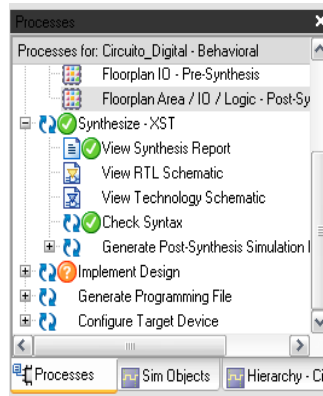 Processes
Processes for: Circuito_Digital - Behavioral
Floorplan IO - Pre-Synthesis
Floorplan Area / IO / Logic - Post-Sy
Synthesize - XST
View Synthesis Report
View RTL Schematic
View Technology Schematic
Check Syntax
Generate Post-Synthesis Simulation
Implement Design
Generate Programming File
Configure Target Device
Processes Sim Objects Hierarchy - Ci